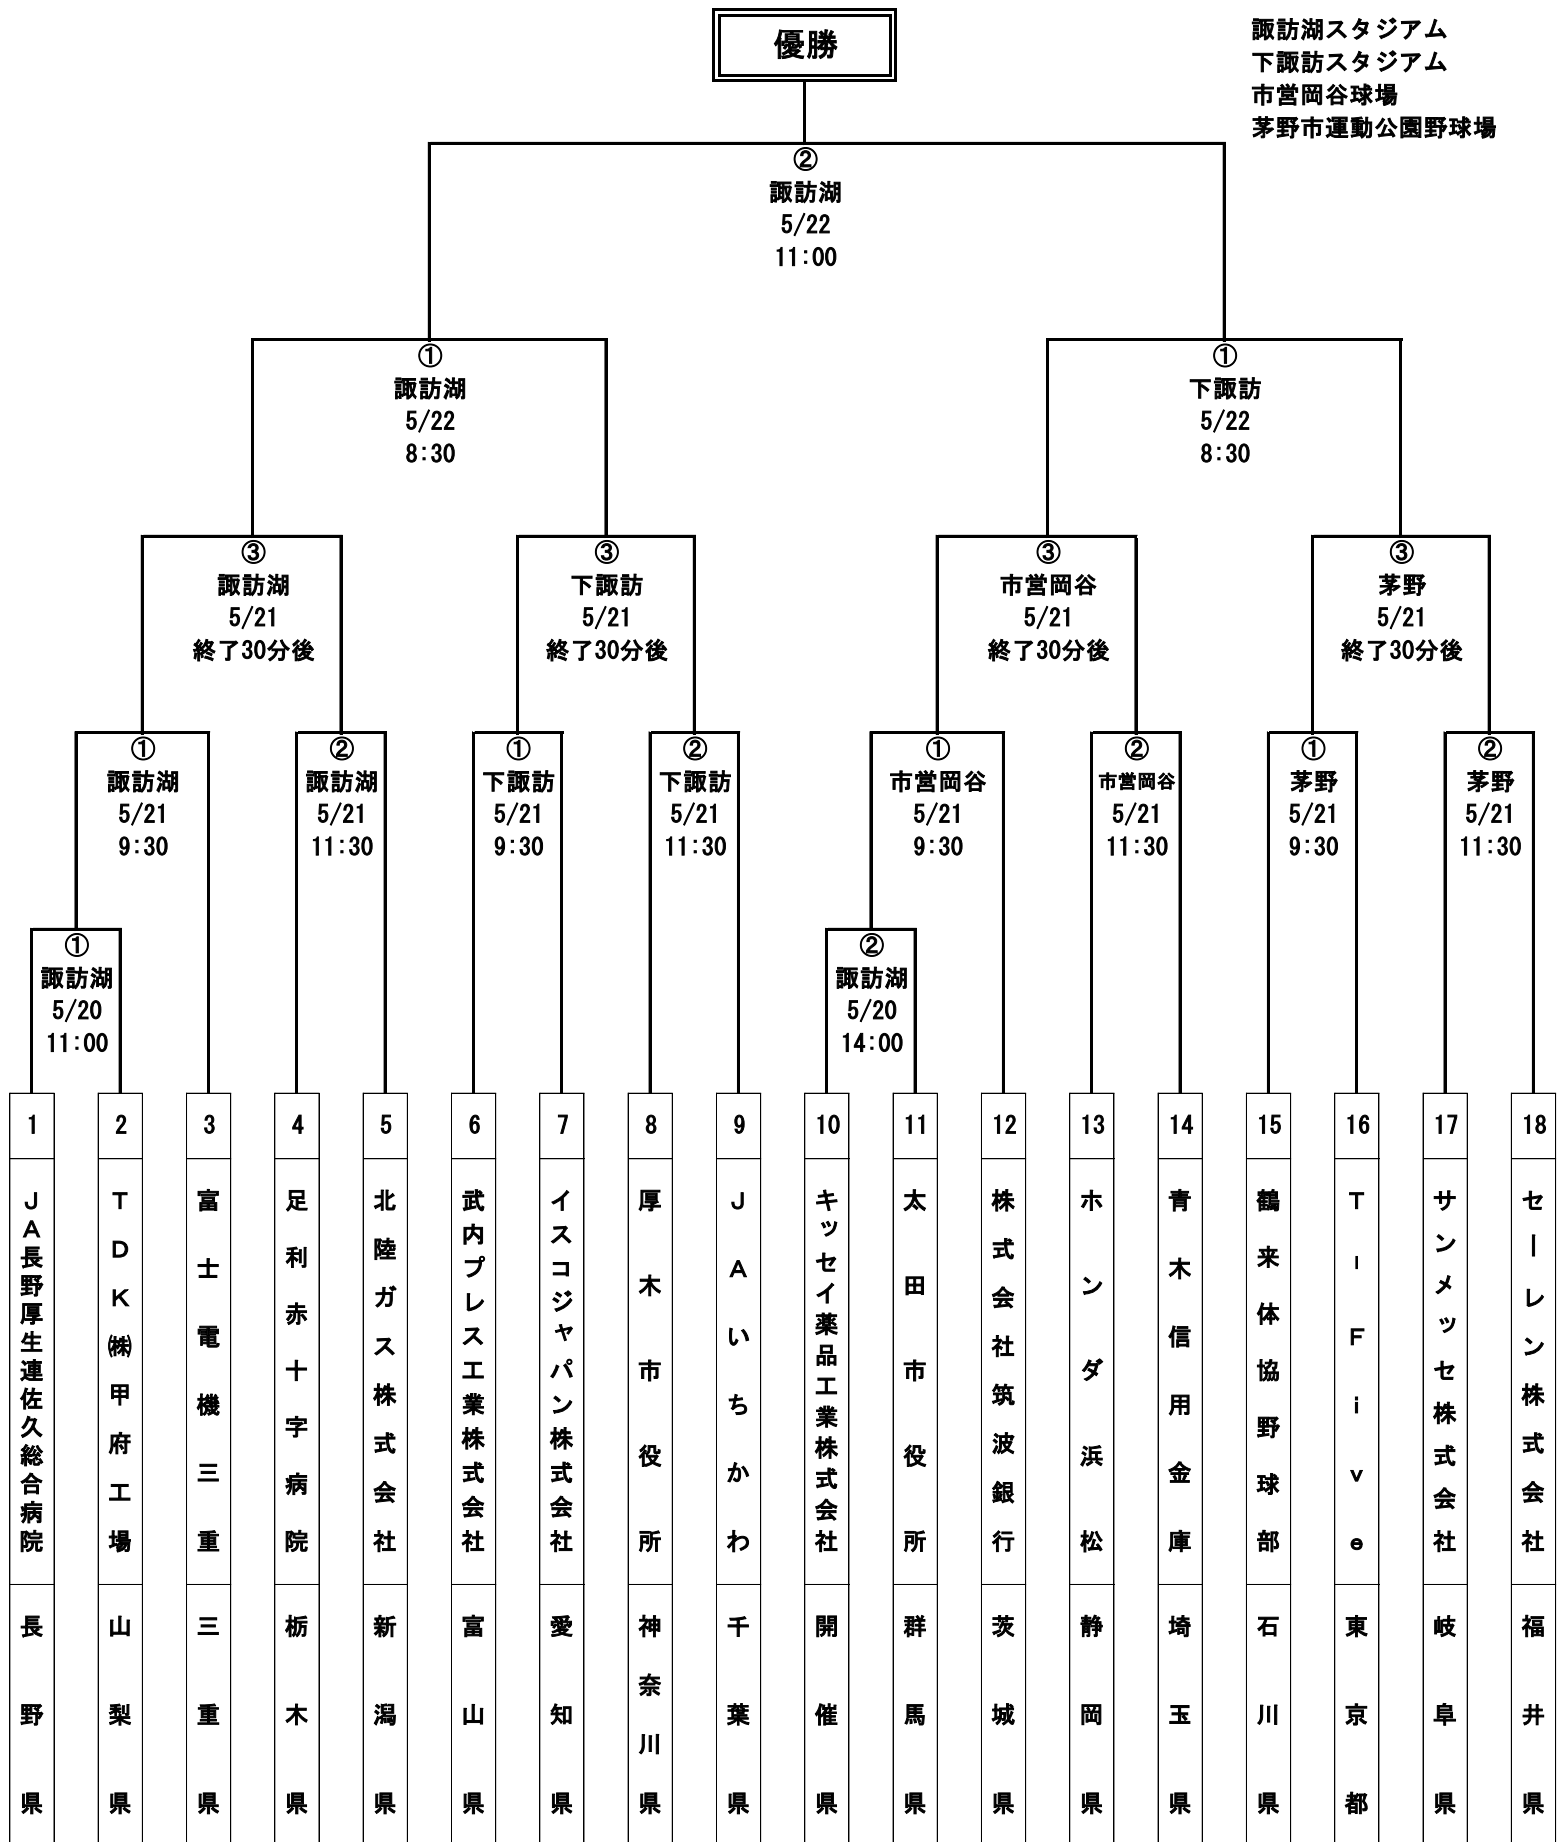 優勝
諏訪湖スタジアム
下諏訪スタジアム
市営岡谷球場
茅野市運動公園野球場
②
諏訪湖
5/22
11:00
①
諏訪湖
5/22
8:30
①
下諏訪
5/22
8:30
③
諏訪湖
5/21
終了30分後
③
下諏訪
5/21
終了30分後
③
市営岡谷
5/21
終了30分後
③
茅野
5/21
終了30分後
①
諏訪湖
5/21
9:30
②
諏訪湖
5/21
11:30
①
下諏訪
5/21
9:30
②
下諏訪
5/21
11:30
①
市営岡谷
5/21
9:30
②
市営岡谷
5/21
11:30
①
茅野
5/21
9:30
②
茅野
5/21
11:30
①
諏訪湖
5/20
11:00
②
諏訪湖
5/20
14:00
1
JA長野厚生連佐久総合病院
長野県
2
TDK㈱甲府工場
山梨県
3
富士電機三重
三重県
4
足利赤十字病院
栃木県
5
北陸ガス株式会社
新潟県
6
武内プレス工業株式会社
富山県
7
イスコジャパン株式会社
愛知県
8
厚木市役所
神奈川県
9
JAいちかわ
千葉県
10
キッセイ薬品工業株式会社
開催県
11
太田市役所
群馬県
12
株式会社筑波銀行
茨城県
13
ホンダ浜松
静岡県
14
青木信用金庫
埼玉県
15
鶴来体協野球部
石川県
16
T-Five
東京都
17
サンメッセ株式会社
岐阜県
18
セーレン株式会社
福井県